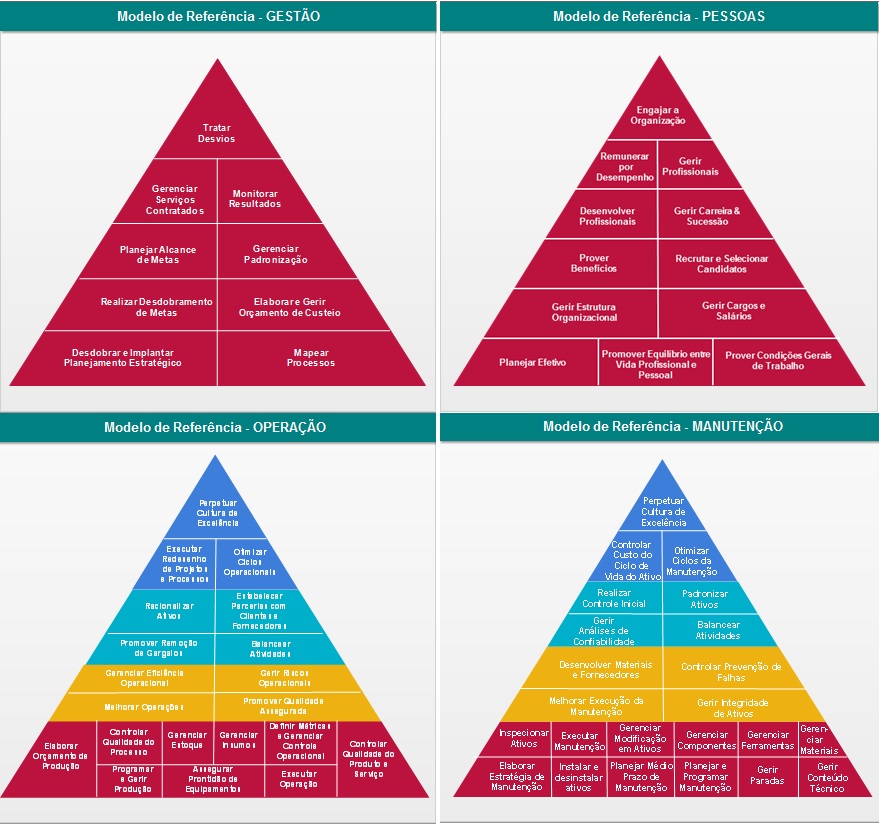 Modelo de Referência - GESTÃO
Tratar
Desvios
Gerenciar
Serviços
Contratados
Monitorar
Resultados
Planejar Alcance
de Metas
Gerenciar
Padronização
Realizar Desdobramento
de Metas
Elaborar e Gerir
Orçamento de Custeio
Desdobrar e Implantar
Planejamento Estratégico
Mapear
Processos
Modelo de Referência - PESSOAS
Engajar a
Organização
Remunerar
por
Desempenho
Gerir
Profissionais
Desenvolver
Profissionais
Gerir Carreira &
Sucessão
Prover
Benefícios
Recrutar e Selecionar
Candidatos
Gerir Estrutura
Organizacional
Gerir Cargos e
Salários
Planejar Efetivo
Promover Equilíbrio entre
Vida Profissional e
Pessoal
Prover Condições Gerais
de Trabalho
Modelo de Referência - OPERAÇÃO
Perpetuar
Cultura de
Excelência
Executar
Redesenho
de Projetos
e Processos
Otimizar
Ciclos
Operacionais
Racionalizar
Ativos
Estabelecer
Parcerias com
Clientes e
Fornecedores
Promover Remoção
de Gargalos
Balancear
Atividades
Gerenciar Eficiência
Operacional
Gerir Riscos
Operacionais
Melhorar Operações
Promover Qualidade
Assegurada
Elaborar
Orçamento de
Produção
Controlar
Qualidade do
Processo
Gerenciar
Estoque
Gerenciar
Insumos
Definir Métricas
e Gerenciar
Controle
Operacional
Controlar
Qualidade do
Produto e
Serviço
Programar
e Gerir
Produção
Assegurar
Prontidão de
Equipamentos
Executar
Operação
Modelo de Referência - MANUTENÇÃO
Perpetuar
Cultura de
Excelência
Controlar
Custo do
Ciclo de
Vida do Ativo
Otimizar
Ciclos da
Manutenção
Realizar
Controle Inicial
Padronizar
Ativos
Gerir
Análises de
Confiabilidade
Balancear
Atividades
Desenvolver Materiais
e Fornecedores
Controlar Prevenção de
Falhas
Melhorar Execução da
Manutenção
Gerir Integridade
de Ativos
Inspecionar
Ativos
Executar
Manutenção
Gerenciar
Modificação
em Ativos
Gerenciar
Componentes
Gerenciar
Ferramentas
Geren-
ciar
Materiais
Elaborar
Estratégia de
Manutenção
Instalar e
desinstalar
ativos
Planejar Médio
Prazo de
Manutenção
Planejar e
Programar
Manutenção
Gerir
Paradas
Gerir
Conteúdo
Técnico